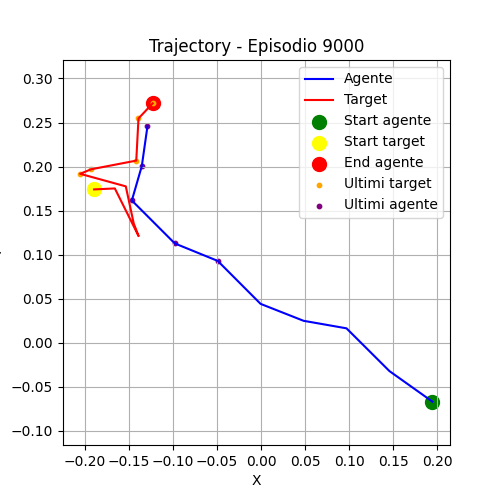 Trajectory - Episodio 9000
Agente
Target
Start agente
Start target
End agente
Ultimi target
Ultimi agente
0.30
0.25
0.20
0.15
0.10
0.05
0.00
−0.05
−0.10
−0.20 −0.15 −0.10 −0.05 0.00 0.05 0.10 0.15 0.20
X